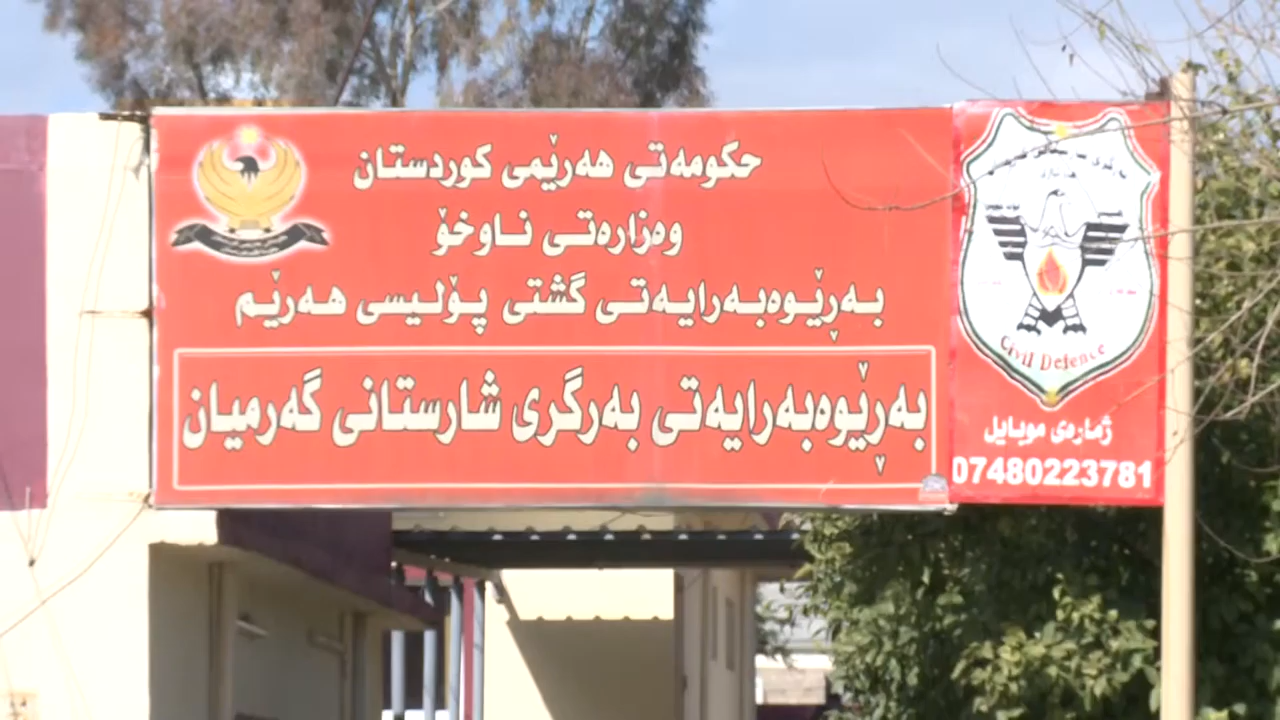 حکومەتی هەرێمی کوردستان
وەزارەتی ناوخۆ
بەڕێوەبەرایەتی گشتی پۆلیسی هەرێم
بەڕێوەبەرایەتی بەرگری شارستانی گەرمیان
Civil Defence
ژمارەی موبایل
07480223781